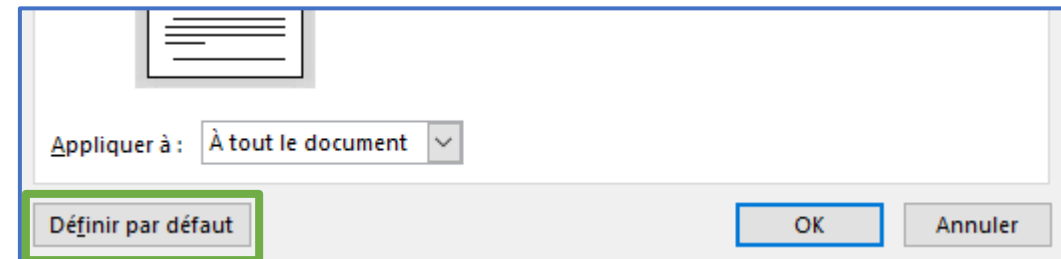 Appliquer à : À tout le document
Définir par défaut OK Annuler